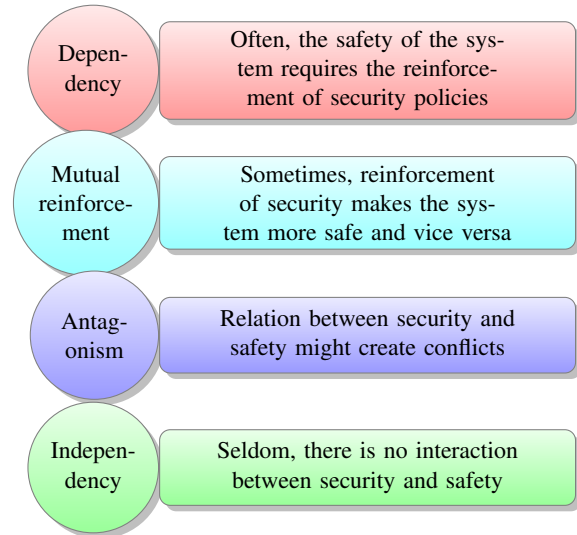 Depen-
dency
Often, the safety of the sys-
tem requires the reinforce-
ment of security policies
Mutual
reinforce-
ment
Sometimes, reinforcement
of security makes the sys-
tem more safe and vice versa
Antag-
onism
Relation between security and
safety might create conflicts
Indepen-
dency
Seldom, there is no interaction
between security and safety